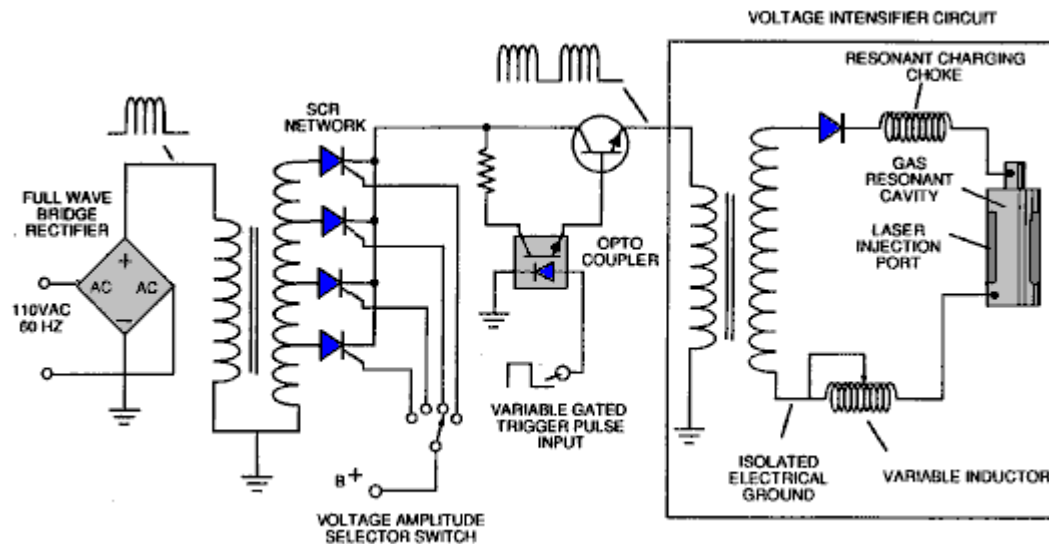 VOLTAGE INTENSIFIER CIRCUIT
RESONANT CHARGING
CHOKE
SCR
NETWORK
FULL WAVE
BRIDGE
RECTIFIER
GAS
RESONANT
CAVITY
OPTO
COUPLER
LASER
INJECTION
PORT
+
AC AC
−
110VAC
60 HZ
VARIABLE GATED
TRIGGER PULSE
INPUT
B+
ISOLATED
ELECTRICAL
GROUND
VARIABLE INDUCTOR
VOLTAGE AMPLITUDE
SELECTOR SWITCH